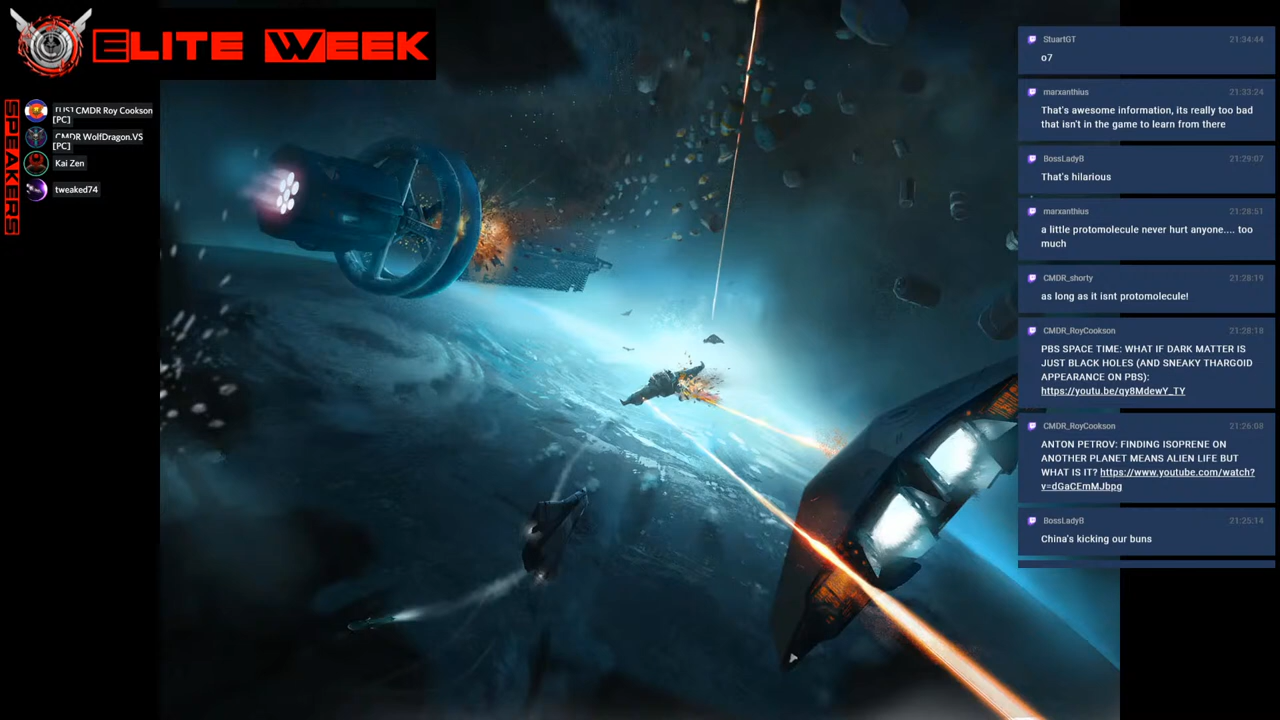 ELITE WEEK
SPEAKERS
[US] CMDR Roy Cookson
[PC]
CMDR WolfDragon.VS
[PC]
Kai Zen
tweaked74
StuartGT 21:34:44
o7
marxanthius 21:33:24
That's awesome information, its really too bad
that isn't in the game to learn from there
BossLadyB 21:29:07
That's hilarious
marxanthius 21:28:51
a little protomolecule never hurt anyone.... too
much
CMDR_shorty 21:28:19
as long as it isnt protomolecule!
CMDR_RoyCookson 21:28:18
PBS SPACE TIME: WHAT IF DARK MATTER IS
JUST BLACK HOLES (AND SNEAKY THARGOID
APPEARANCE ON PBS):
https://youtu.be/qy8MdewY_TY
CMDR_RoyCookson 21:26:08
ANTON PETROV: FINDING ISOPRENE ON
ANOTHER PLANET MEANS ALIEN LIFE BUT
WHAT IS IT? https://www.youtube.com/watch?
v=dGaCEmMJbpg
BossLadyB 21:25:14
China's kicking our buns